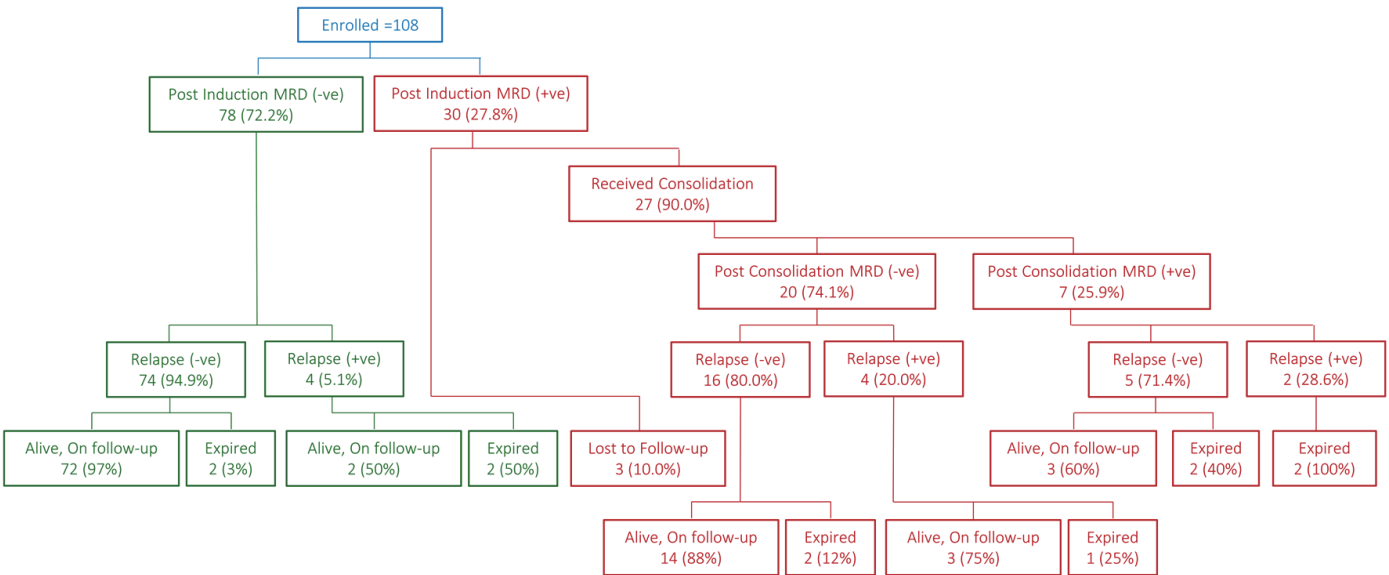 Enrolled =108
Post Induction MRD (-ve)
78 (72.2%)
Post Induction MRD (+ve)
30 (27.8%)
Received Consolidation
27 (90.0%)
Post Consolidation MRD (-ve)
20 (74.1%)
Post Consolidation MRD (+ve)
7 (25.9%)
Relapse (-ve)
74 (94.9%)
Relapse (+ve)
4 (5.1%)
Relapse (-ve)
16 (80.0%)
Relapse (+ve)
4 (20.0%)
Relapse (-ve)
5 (71.4%)
Relapse (+ve)
2 (28.6%)
Alive, On follow-up
72 (97%)
Expired
2 (3%)
Alive, On follow-up
2 (50%)
Expired
2 (50%)
Lost to Follow-up
3 (10.0%)
Alive, On follow-up
3 (60%)
Expired
2 (40%)
Expired
2 (100%)
Alive, On follow-up
14 (88%)
Expired
2 (12%)
Alive, On follow-up
3 (75%)
Expired
1 (25%)